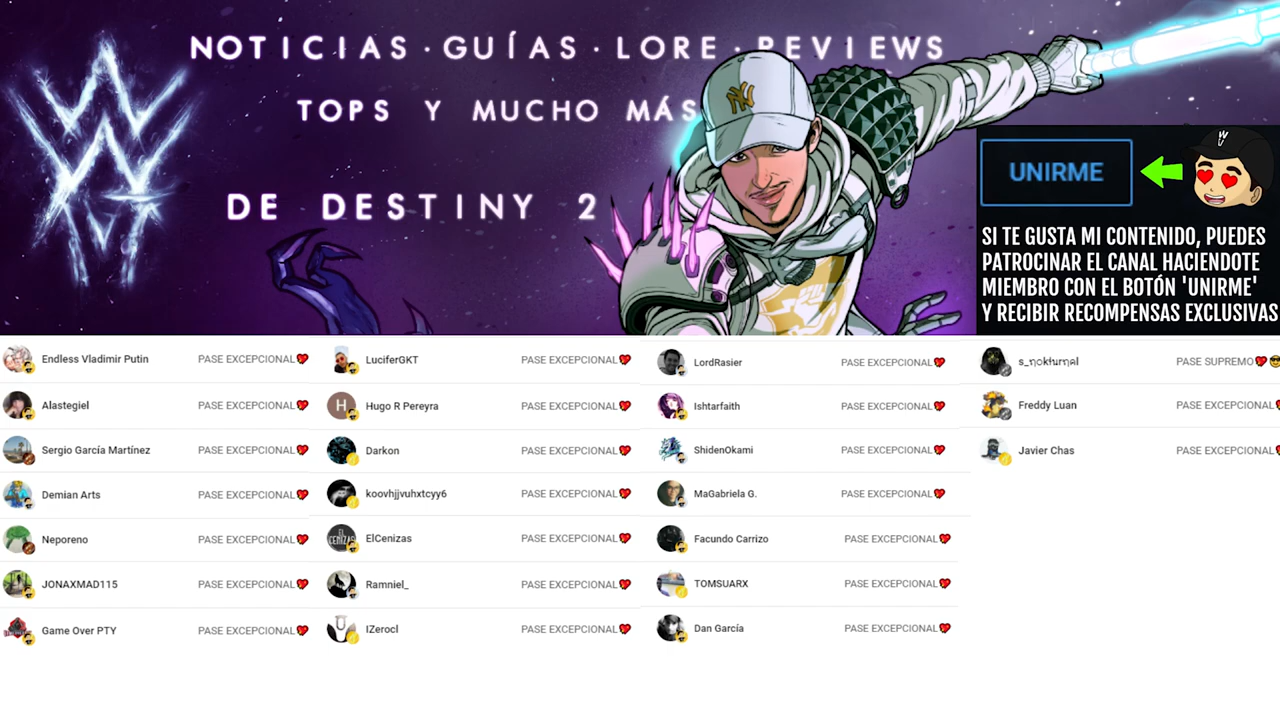 NOTICIAS · GUÍAS · LORE · REVIEWS
TOPS Y MUCHO MÁS
DE DESTINY 2
UNIRME
SI TE GUSTA MI CONTENIDO, PUEDES
PATROCINAR EL CANAL HACIENDOTE
MIEMBRO CON EL BOTÓN 'UNIRME'
Y RECIBIR RECOMPENSAS EXCLUSIVAS
Endless Vladimir Putin PASE EXCEPCIONAL
Alastegiel PASE EXCEPCIONAL
Sergio García Martínez PASE EXCEPCIONAL
Demian Arts PASE EXCEPCIONAL
Neporeno PASE EXCEPCIONAL
JONAXMAD115 PASE EXCEPCIONAL
Game Over PTY PASE EXCEPCIONAL
LuciferGKT PASE EXCEPCIONAL
H Hugo R Pereyra PASE EXCEPCIONAL
Darkon PASE EXCEPCIONAL
koovhjjvuhxtcyy6 PASE EXCEPCIONAL
EL CENIZAS ElCenizas PASE EXCEPCIONAL
Ramniel_ PASE EXCEPCIONAL
IZerocl PASE EXCEPCIONAL
LordRasier PASE EXCEPCIONAL
Ishtarfaith PASE EXCEPCIONAL
ShidenOkami PASE EXCEPCIONAL
MaGabriela G. PASE EXCEPCIONAL
Facundo Carrizo PASE EXCEPCIONAL
TOMSUARX PASE EXCEPCIONAL
Dan García PASE EXCEPCIONAL
s_nokturnal PASE SUPREMO
Freddy Luan PASE EXCEPCIONAL
Javier Chas PASE EXCEPCIONAL